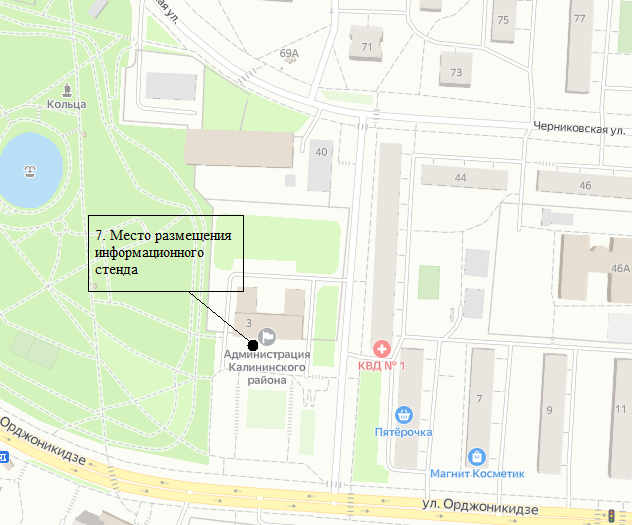 ская ул.
69А
71
73
75
77
Кольца
Черниковская ул.
40
44
46
46А
7. Место размещения
информационного
стенда
3
Администрация
Калининского
района
КВД № 1
Пятёрочка
7
9
11
Магнит Косметик
Орджоникидзе
ул. Орджоникидзе